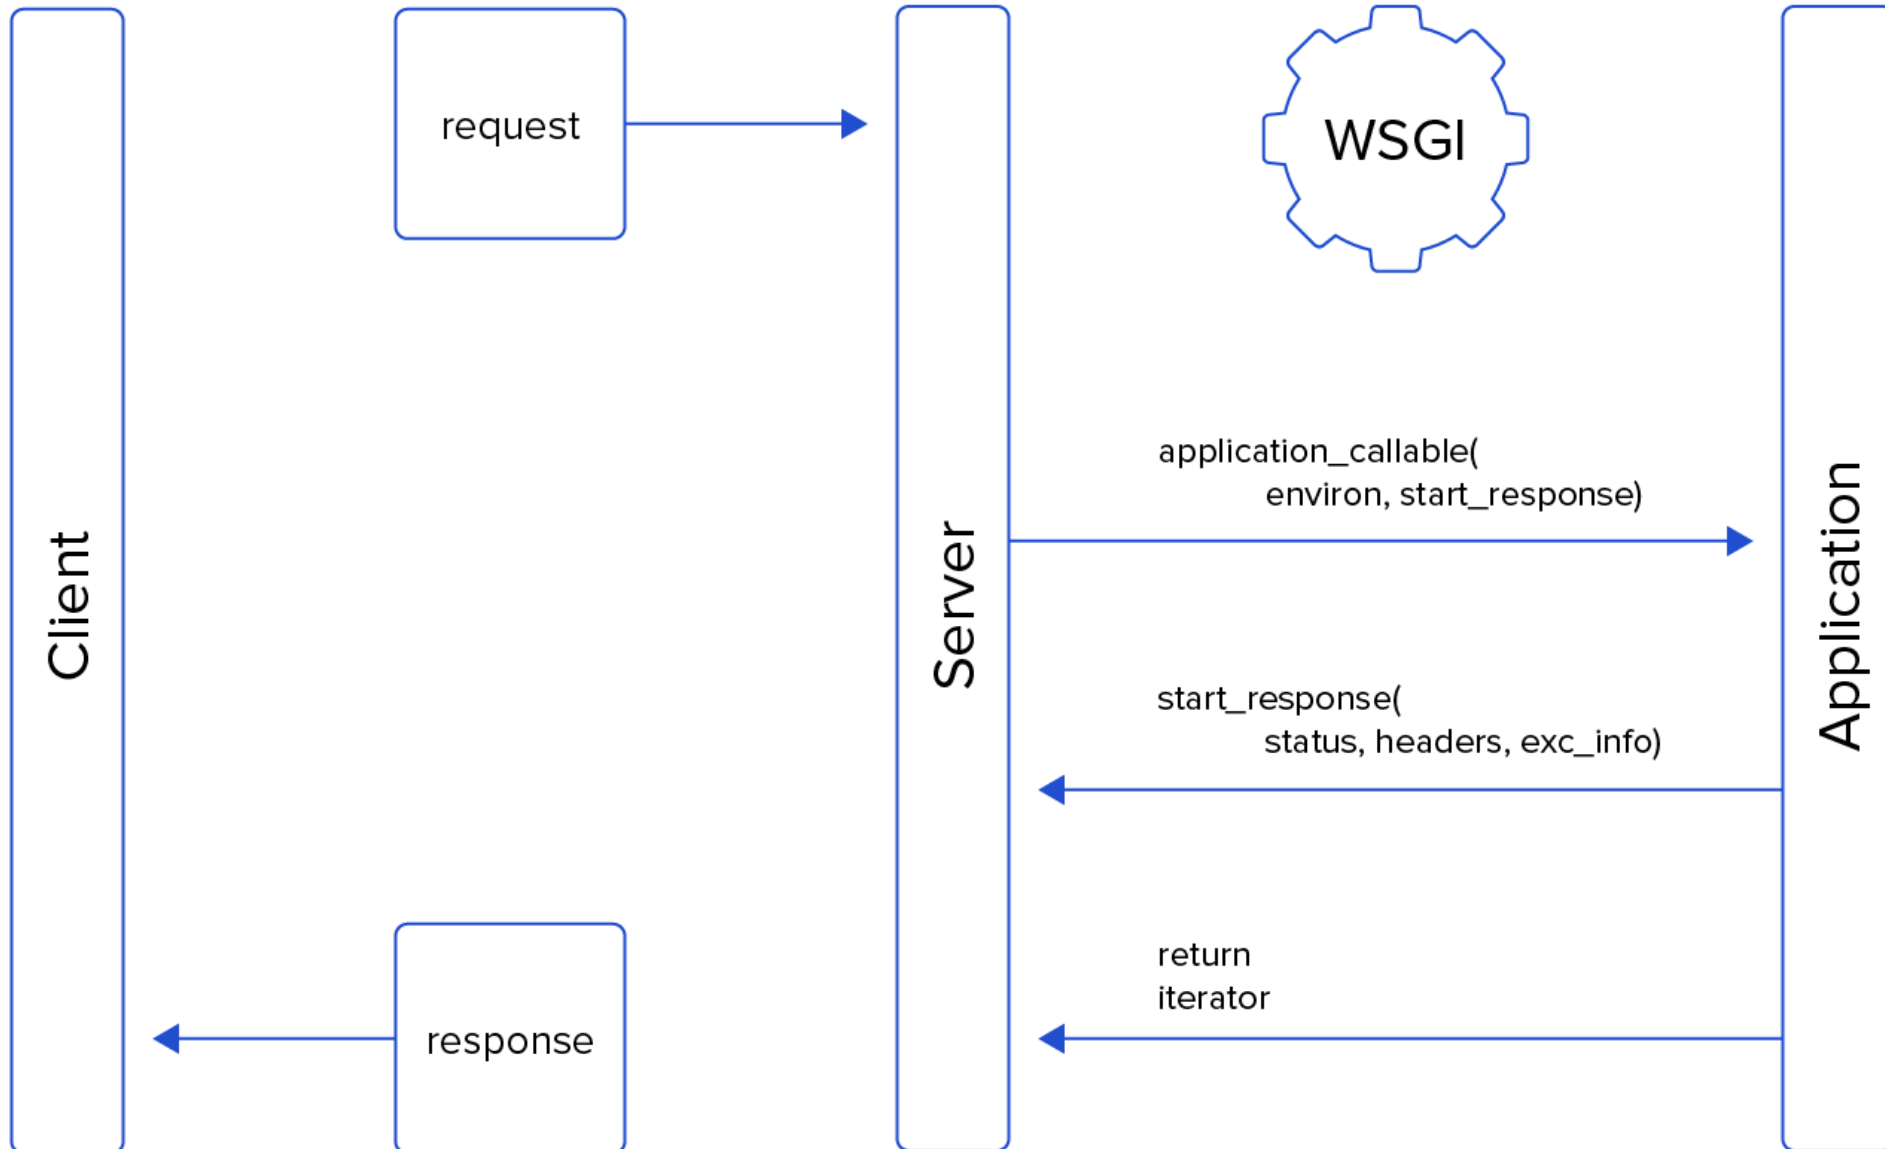 request
WSGI
application_callable(
environ, start_response)
Client
Server
Application
start_response(
status, headers, exc_info)
return
iterator
response